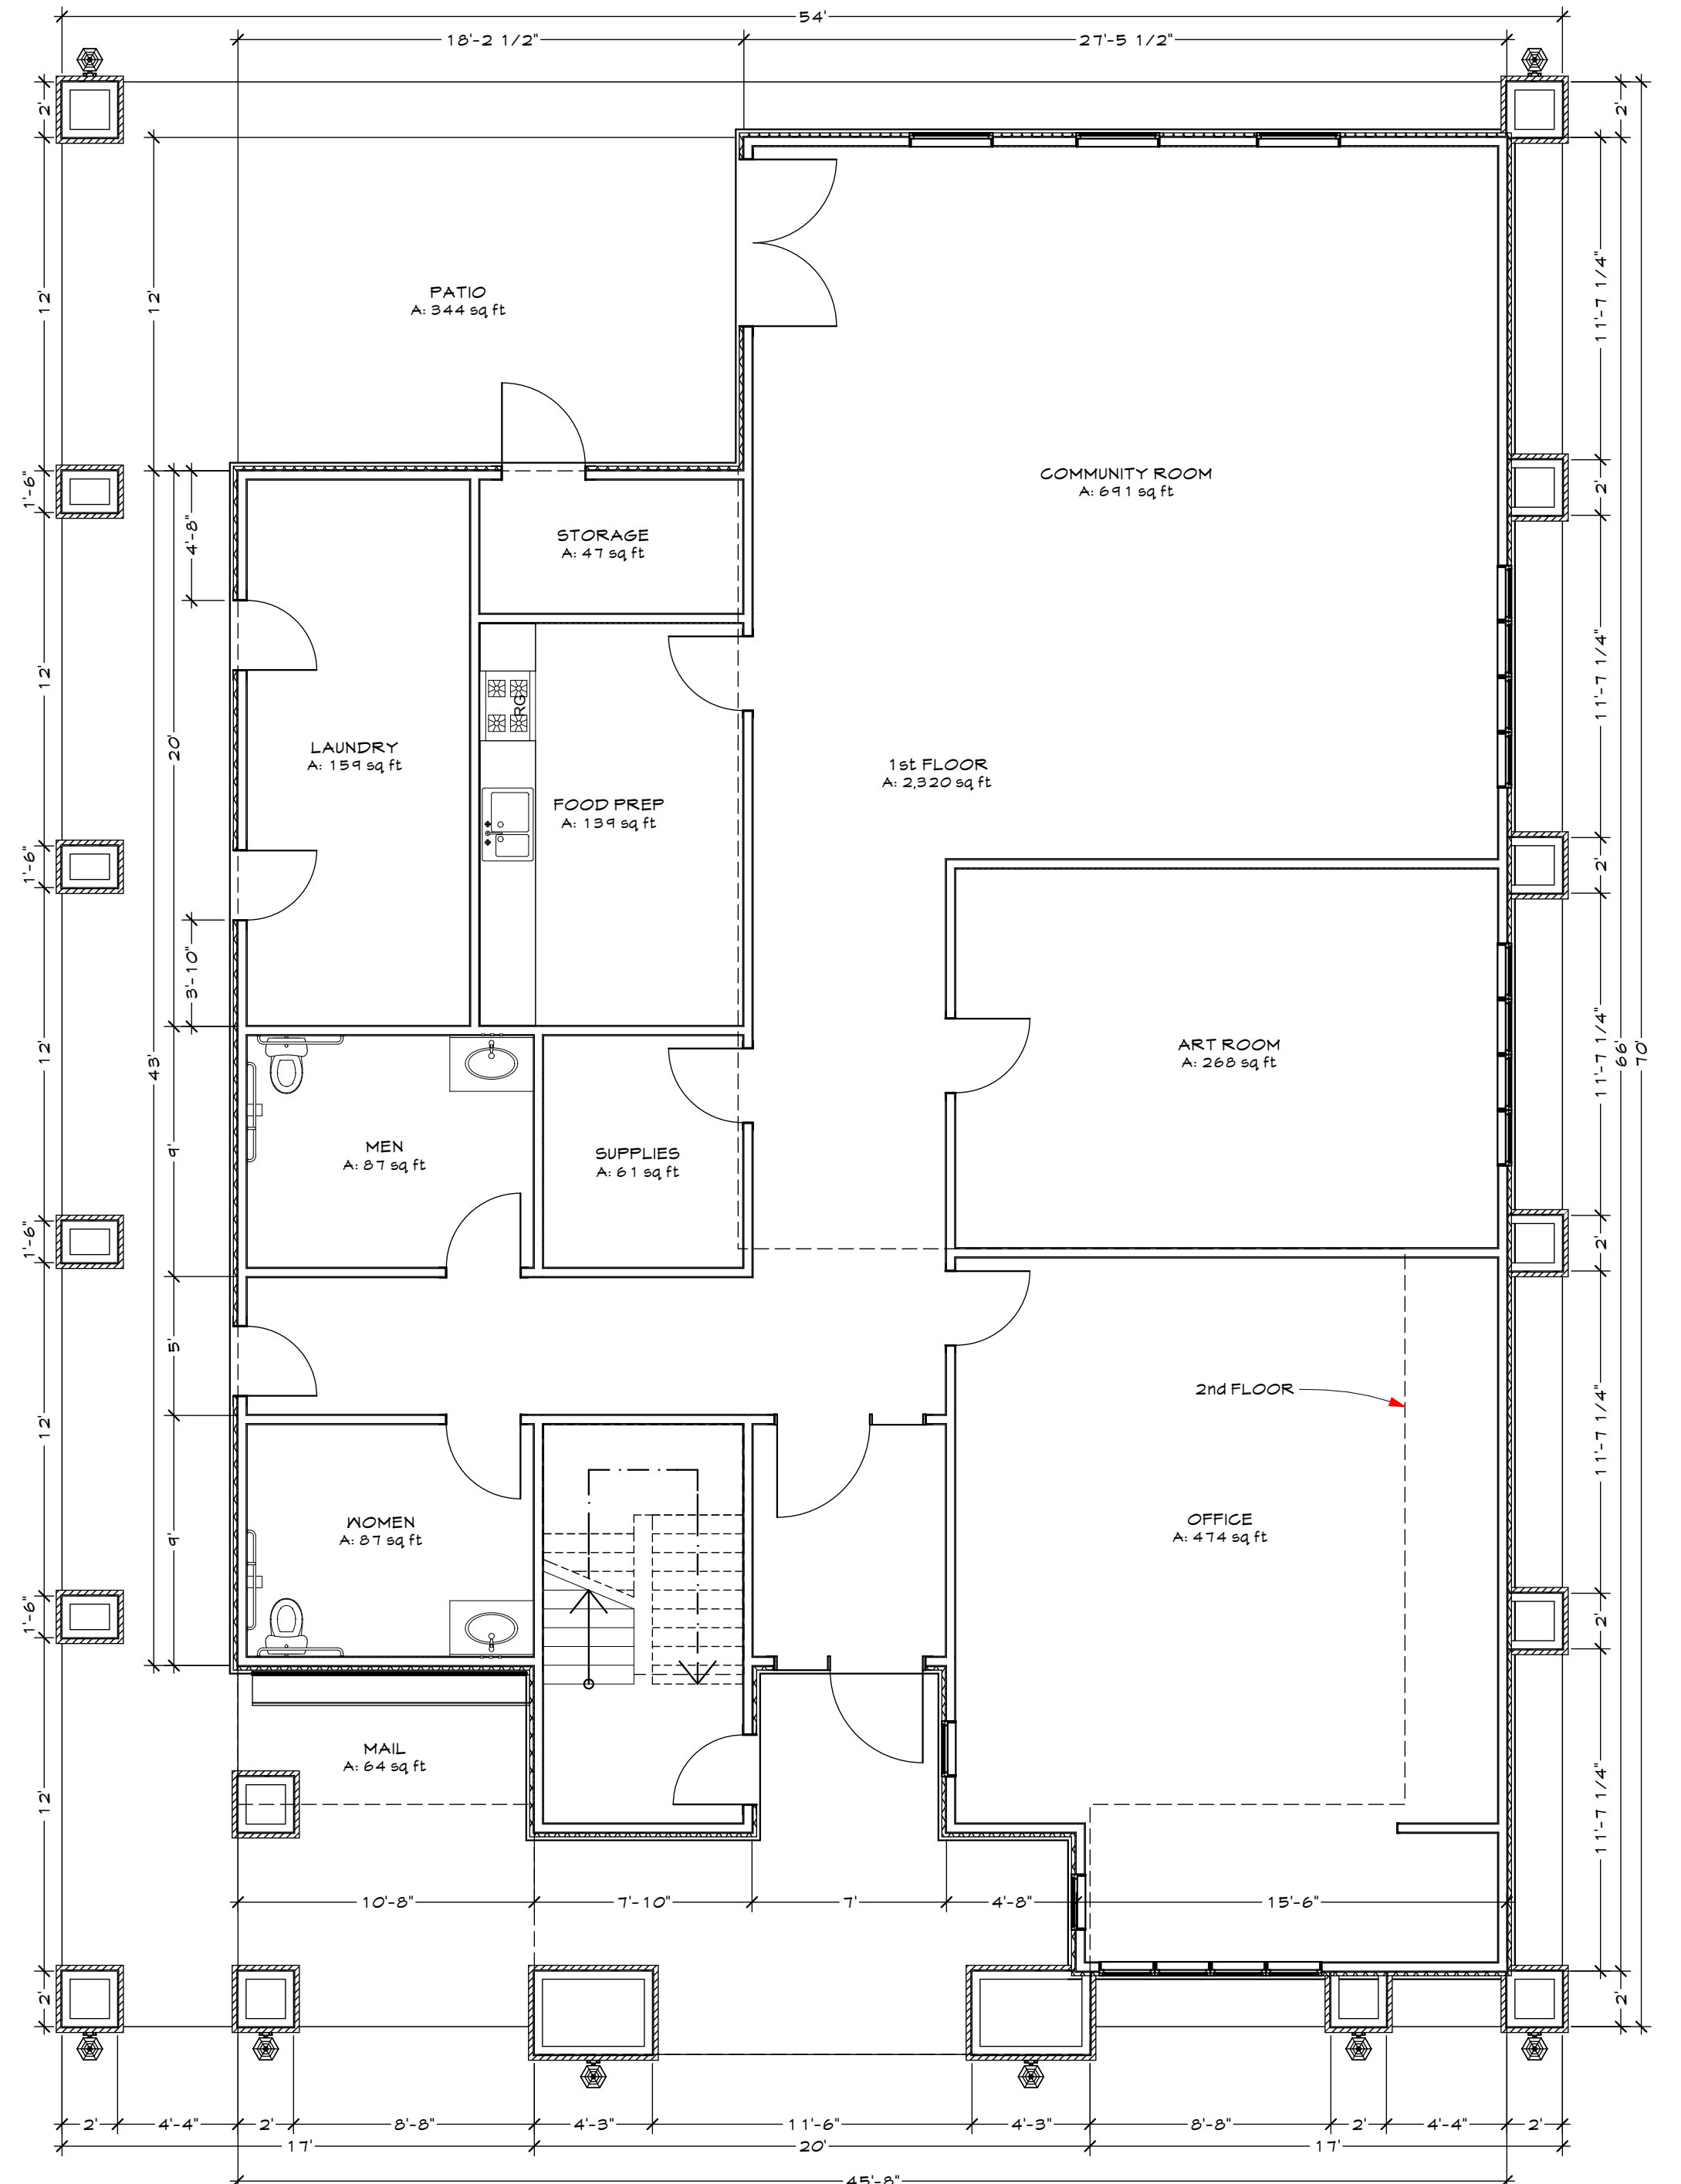 54'
18'-2 1/2"
27'-5 1/2"
2'
2'
12'
12'
11'-7 1/4"
PATIO
A: 344 sq ft
COMMUNITY ROOM
A: 691 sq ft
1'-6"
2'
4'-8"
STORAGE
A: 47 sq ft
12'
11'-7 1/4"
RG
20'
LAUNDRY
A: 159 sq ft
1st FLOOR
A: 2,320 sq ft
FOOD PREP
A: 139 sq ft
1'-6"
2'
3'-10"
12'
43'
ART ROOM
A: 268 sq ft
11'-7 1/4"
66'
70'
9'
MEN
A: 87 sq ft
SUPPLIES
A: 61 sq ft
1'-6"
2'
5'
2nd FLOOR
12'
11'-7 1/4"
9'
WOMEN
A: 87 sq ft
OFFICE
A: 474 sq ft
1'-6"
2'
MAIL
A: 64 sq ft
12'
11'-7 1/4"
10'-8"
7'-10"
7'
4'-8"
15'-6"
2'
2'
2'
4'-4"
2'
8'-8"
4'-3"
11'-6"
4'-3"
8'-8"
2'
4'-4"
2'
17'
20'
17'
45'-8"